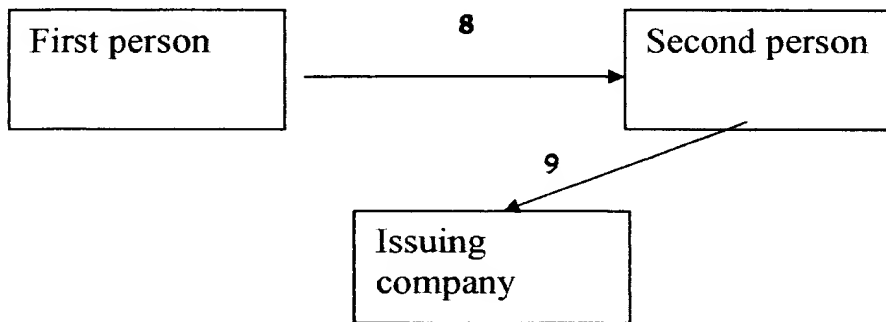 First person
8
Second person
9
Issuing
company